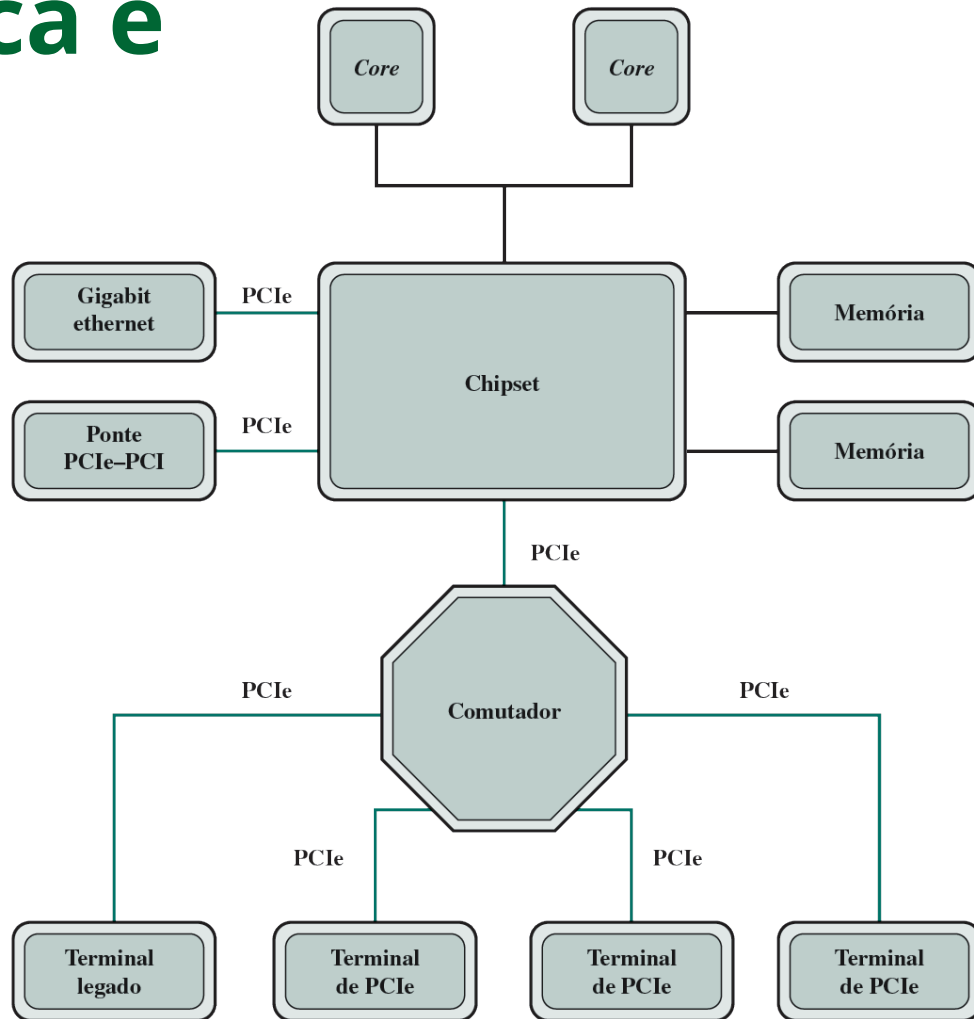 ca e
Core
Core
Gigabit
ethernet
PCIe
Chipset
Memória
Ponte
PCIe–PCI
PCIe
Memória
PCIe
PCIe
Comutador
PCIe
PCIe
PCIe
Terminal
legado
Terminal
de PCIe
Terminal
de PCIe
Terminal
de PCIe